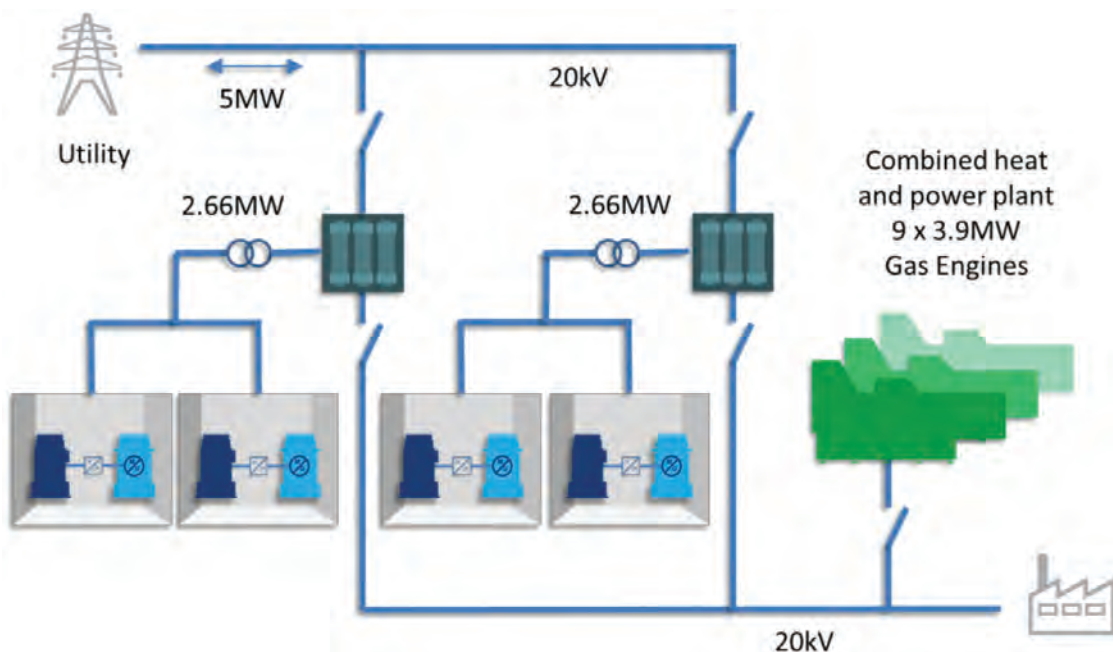 5MW
20kV
Utility
2.66MW
2.66MW
Combined heat
and power plant
9 x 3.9MW
Gas Engines
20kV